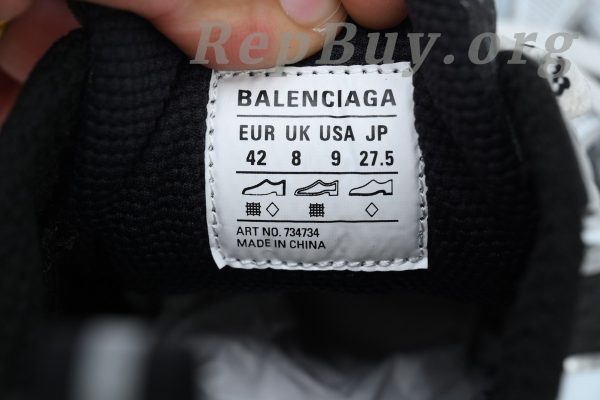 RepBuy.org
BALENCIAGA
EUR UK USA JP
42 8 9 27.5
ART NO. 734734
MADE IN CHINA